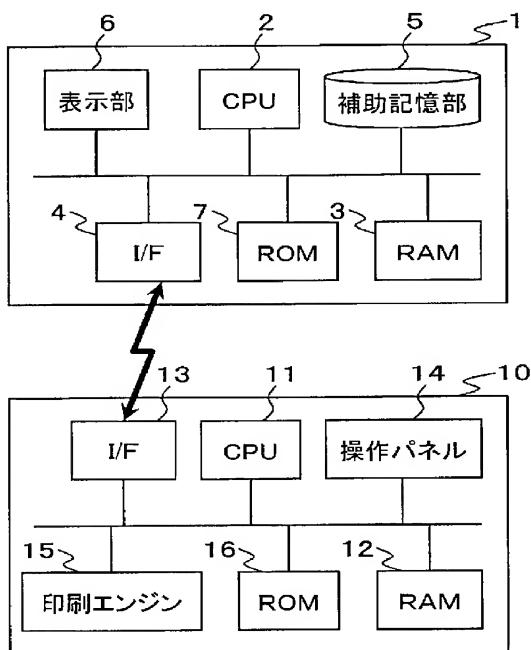 6 2 5 1
表示部 CPU 補助記憶部
4 7 3
I/F ROM RAM
13 11 14 10
I/F CPU 操作パネル
15 16 12
印刷エンジン ROM RAM